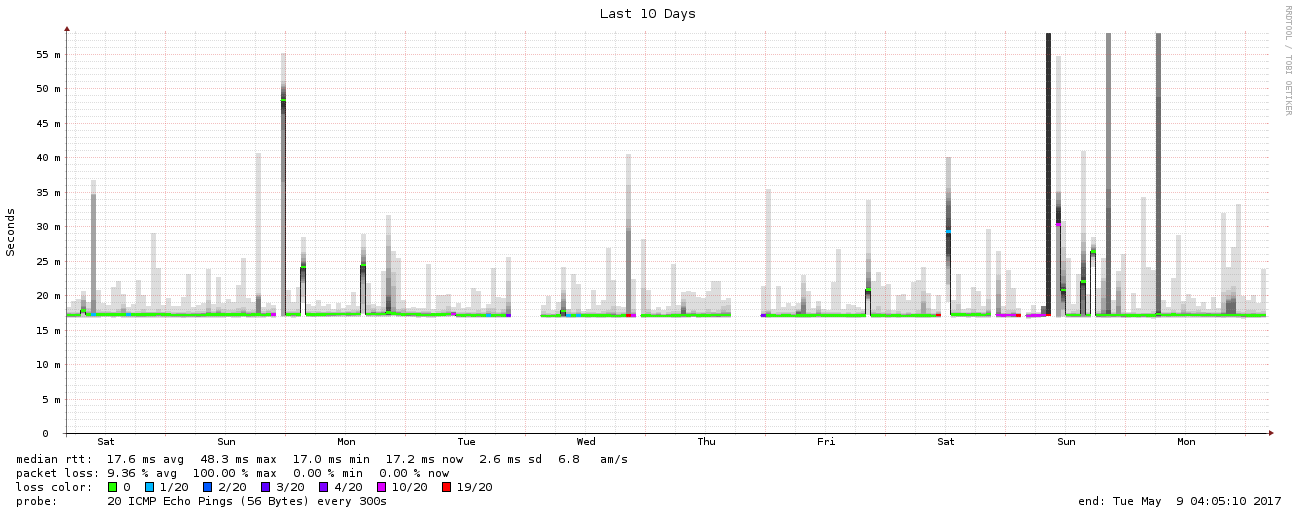 Last 10 Days
RRDTOOL / TOBI OETIKER
Seconds
55 m
50 m
45 m
40 m
35 m
30 m
25 m
20 m
15 m
10 m
5 m
0
Sat Sun Mon Tue Wed Thu Fri Sat Sun Mon
median rtt: 17.6 ms avg 48.3 ms max 17.0 ms min 17.2 ms now 2.6 ms sd 6.8 am/s
packet loss: 9.36 % avg 100.00 % max 0.00 % min 0.00 % now
loss color: 0 1/20 2/20 3/20 4/20 10/20 19/20
probe: 20 ICMP Echo Pings (56 Bytes) every 300s end: Tue May 9 04:05:10 2017